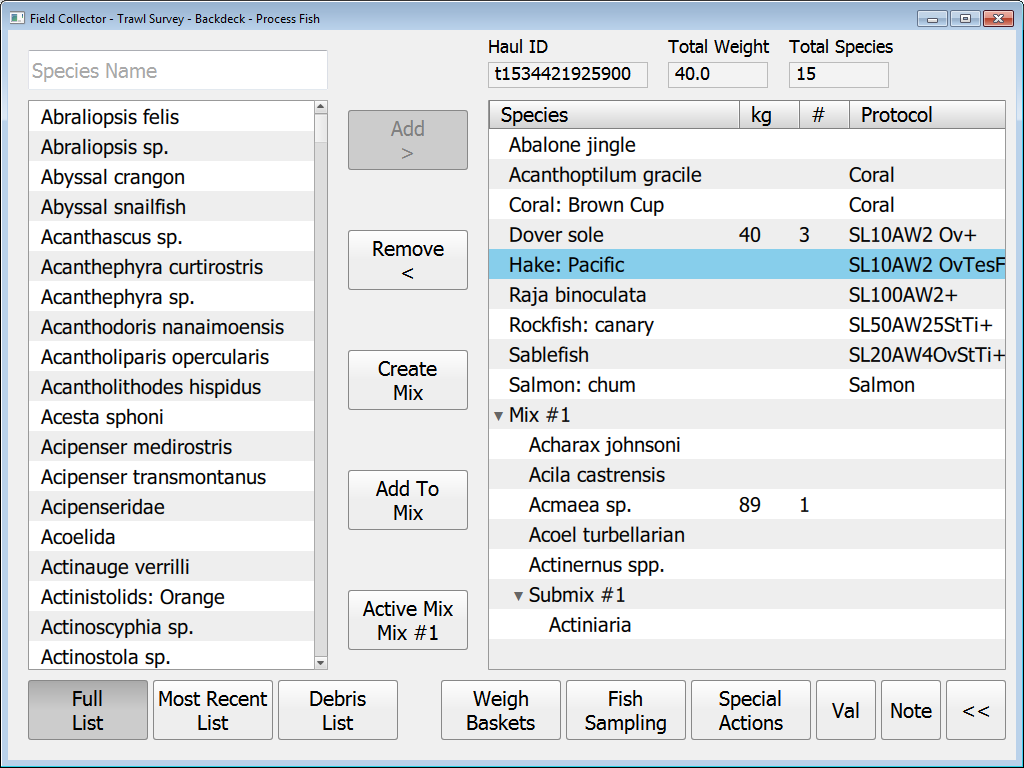 Field Collector - Trawl Survey - Backdeck - Process Fish
Species Name
Haul ID Total Weight Total Species
t1534421925900 40.0 15
Abraliopsis felis
Abraliopsis sp.
Abyssal crangon
Abyssal snailfish
Acanthascus sp.
Acanthephyra curtirostris
Acanthephyra sp.
Acanthodoris nanaimoensis
Acantholiparis opercularis
Acantholithodes hispidus
Acesta sphoni
Acipenser medirostris
Acipenser transmontanus
Acipenseridae
Acoelida
Actinauge verrilli
Actinistolids: Orange
Actinoscyphia sp.
Actinostola sp.
Add
>
Remove
<
Create
Mix
Add To
Mix
Active Mix
Mix #1
Species kg # Protocol
Abalone jingle
Acanthoptilum gracile Coral
Coral: Brown Cup Coral
Dover sole 40 3 SL10AW2 Ov+
Hake: Pacific SL10AW2 OvTesF
Raja binoculata SL100AW2+
Rockfish: canary SL50AW25StTi+
Sablefish SL20AW4OvStTi+
Salmon: chum Salmon
Mix #1
Acharax johnsoni
Acila castrensis
Acmaea sp. 89 1
Acoel turbellarian
Actinernus spp.
Submix #1
Actiniaria
Full
List
Most Recent
List
Debris
List
Weigh
Baskets
Fish
Sampling
Special
Actions
Val
Note
<<